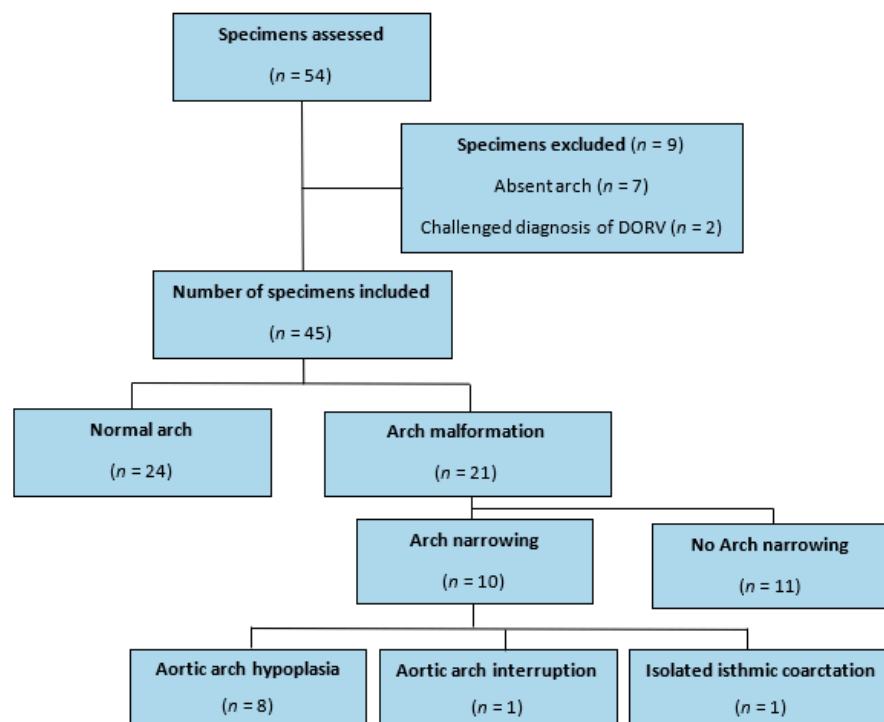 Specimens assessed
(n = 54)
Specimens excluded (n = 9)
Absent arch (n = 7)
Challenged diagnosis of DORV (n = 2)
Number of specimens included
(n = 45)
Normal arch
(n = 24)
Arch malformation
(n = 21)
Arch narrowing
(n = 10)
No Arch narrowing
(n = 11)
Aortic arch hypoplasia
(n = 8)
Aortic arch interruption
(n = 1)
Isolated isthmic coarctation
(n = 1)